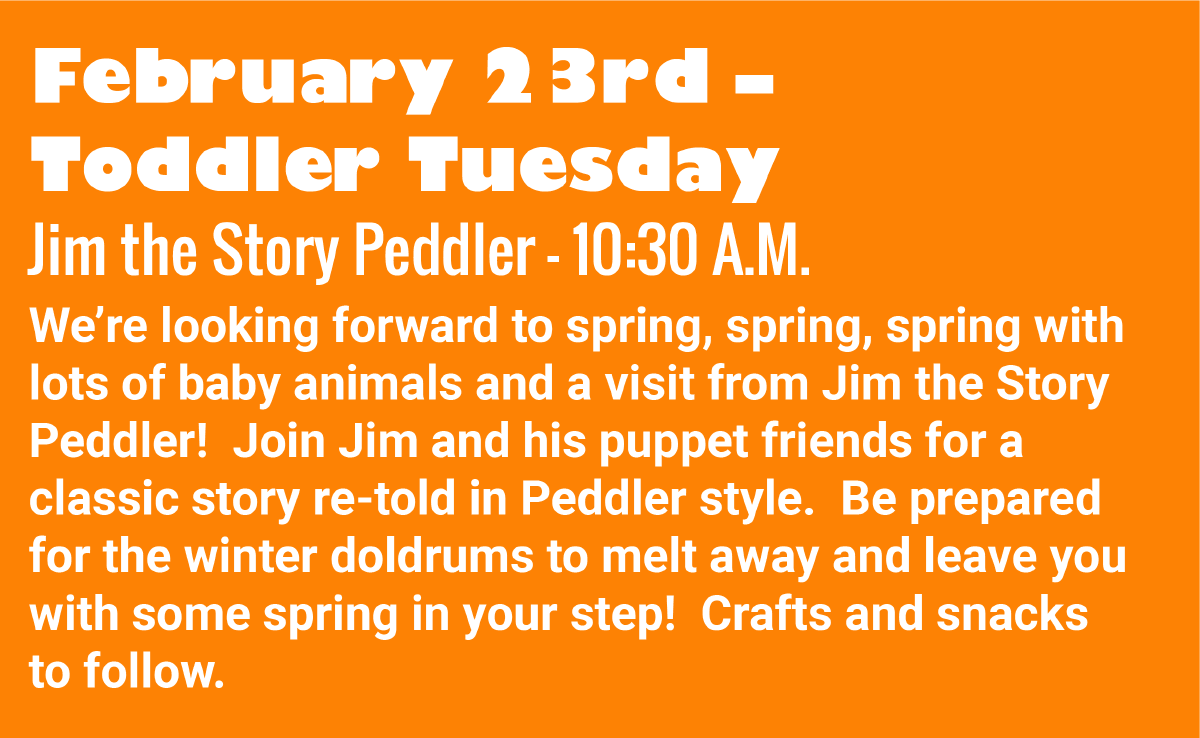 February 23rd –
Toddler Tuesday
Jim the Story Peddler - 10:30 A.M.
We’re looking forward to spring, spring, spring with
lots of baby animals and a visit from Jim the Story
Peddler!  Join Jim and his puppet friends for a
classic story re-told in Peddler style.  Be prepared
for the winter doldrums to melt away and leave you
with some spring in your step!  Crafts and snacks
to follow.